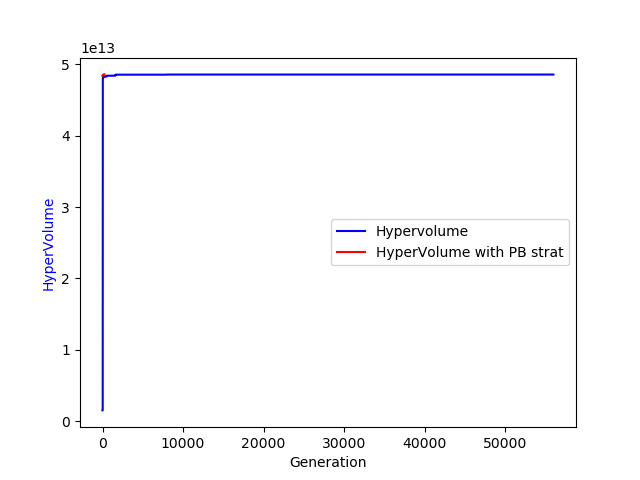 1e13
5
4
3
2
1
0
HyperVolume
Hypervolume
HyperVolume with PB strat
0
10000
20000
30000
40000
50000
Generation